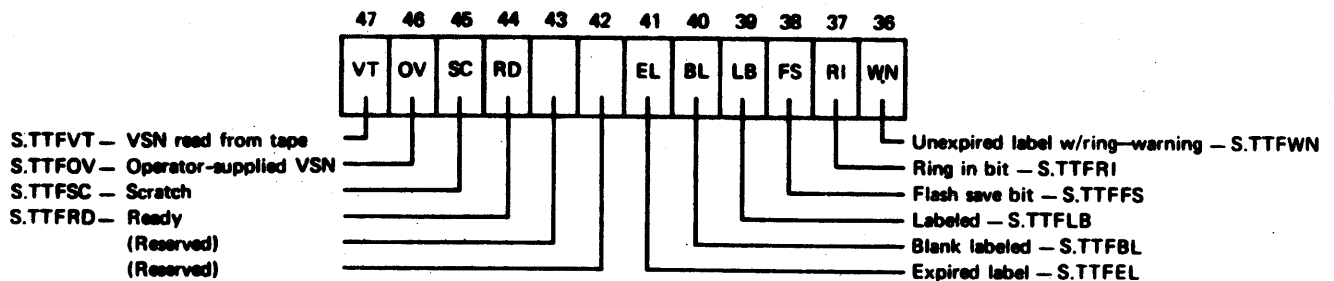 47 46 45 44 43 42 41 40 39 38 37 36
VT OV SC RD EL BL LB FS RI WN
S.TTFVT — VSN read from tape
S.TTFOV — Operator-supplied VSN
S.TTFSC — Scratch
S.TTFRD — Ready
(Reserved)
(Reserved)
Unexpired label w/ring—warning — S.TTFWN
Ring in bit — S.TTFRI
Flash save bit — S.TTFFS
Labeled — S.TTFLB
Blank labeled — S.TTFBL
Expired label — S.TTFEL